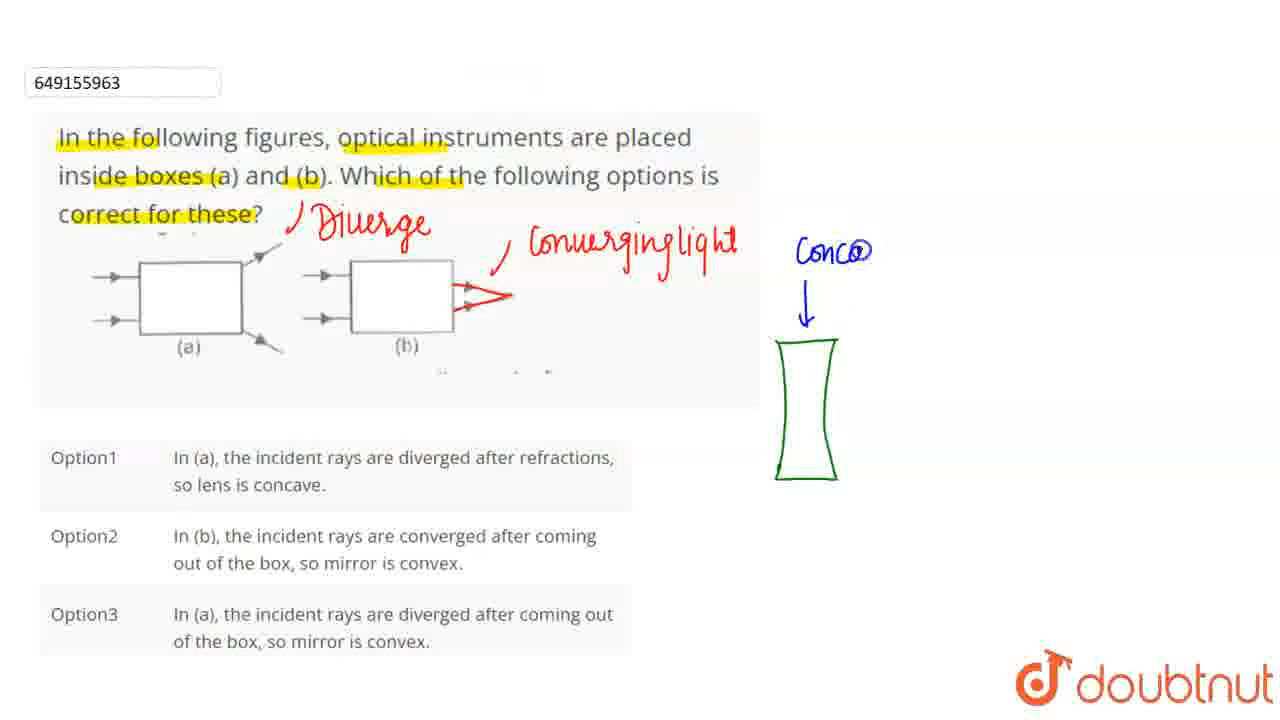 649155963
In the following figures, optical instruments are placed
inside boxes (a) and (b). Which of the following options is
correct for these?
Diverge
Converging light
Conca
(a)
(b)
Option1 In (a), the incident rays are diverged after refractions,
so lens is concave.
Option2 In (b), the incident rays are converged after coming
out of the box, so mirror is convex.
Option3 In (a), the incident rays are diverged after coming out
of the box, so mirror is convex.
doubtnut